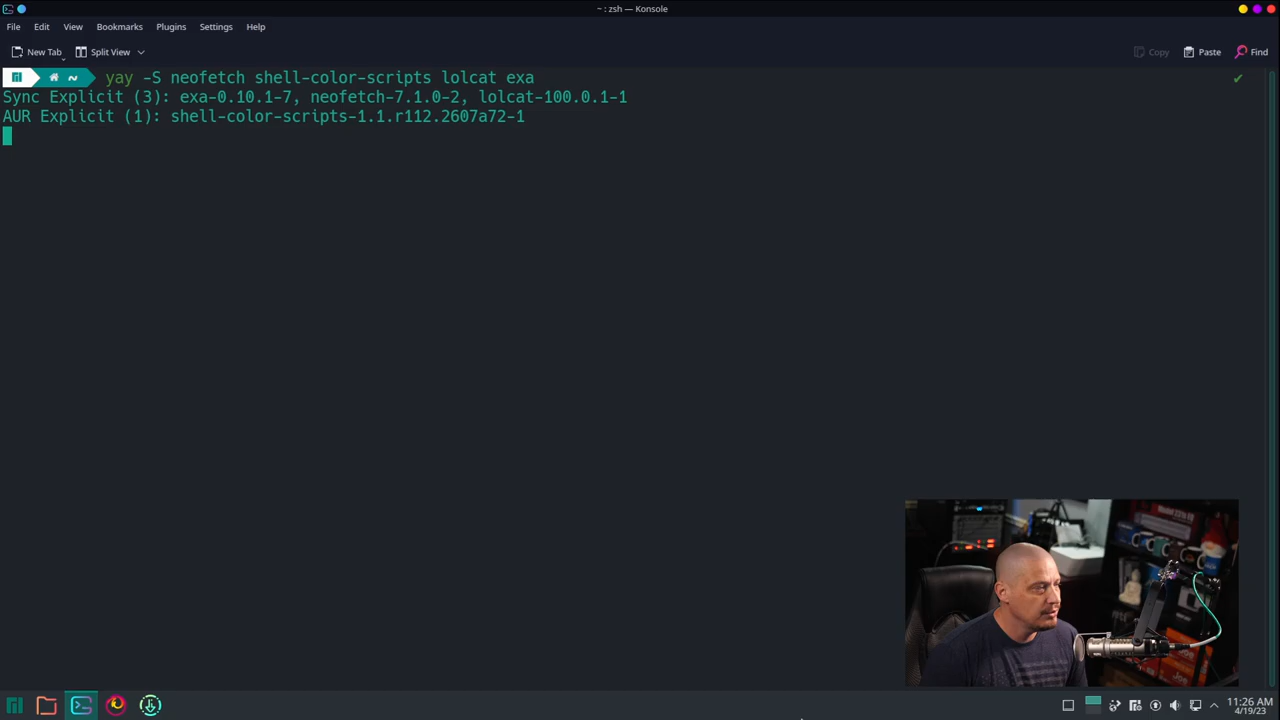 ~ : zsh — Konsole
File Edit View Bookmarks Plugins Settings Help
New Tab Split View Copy Paste Find
~ yay -S neofetch shell-color-scripts lolcat exa ✔
Sync Explicit (3): exa-0.10.1-7, neofetch-7.1.0-2, lolcat-100.0.1-1
AUR Explicit (1): shell-color-scripts-1.1.r112.2607a72-1
11:26 AM
4/19/23